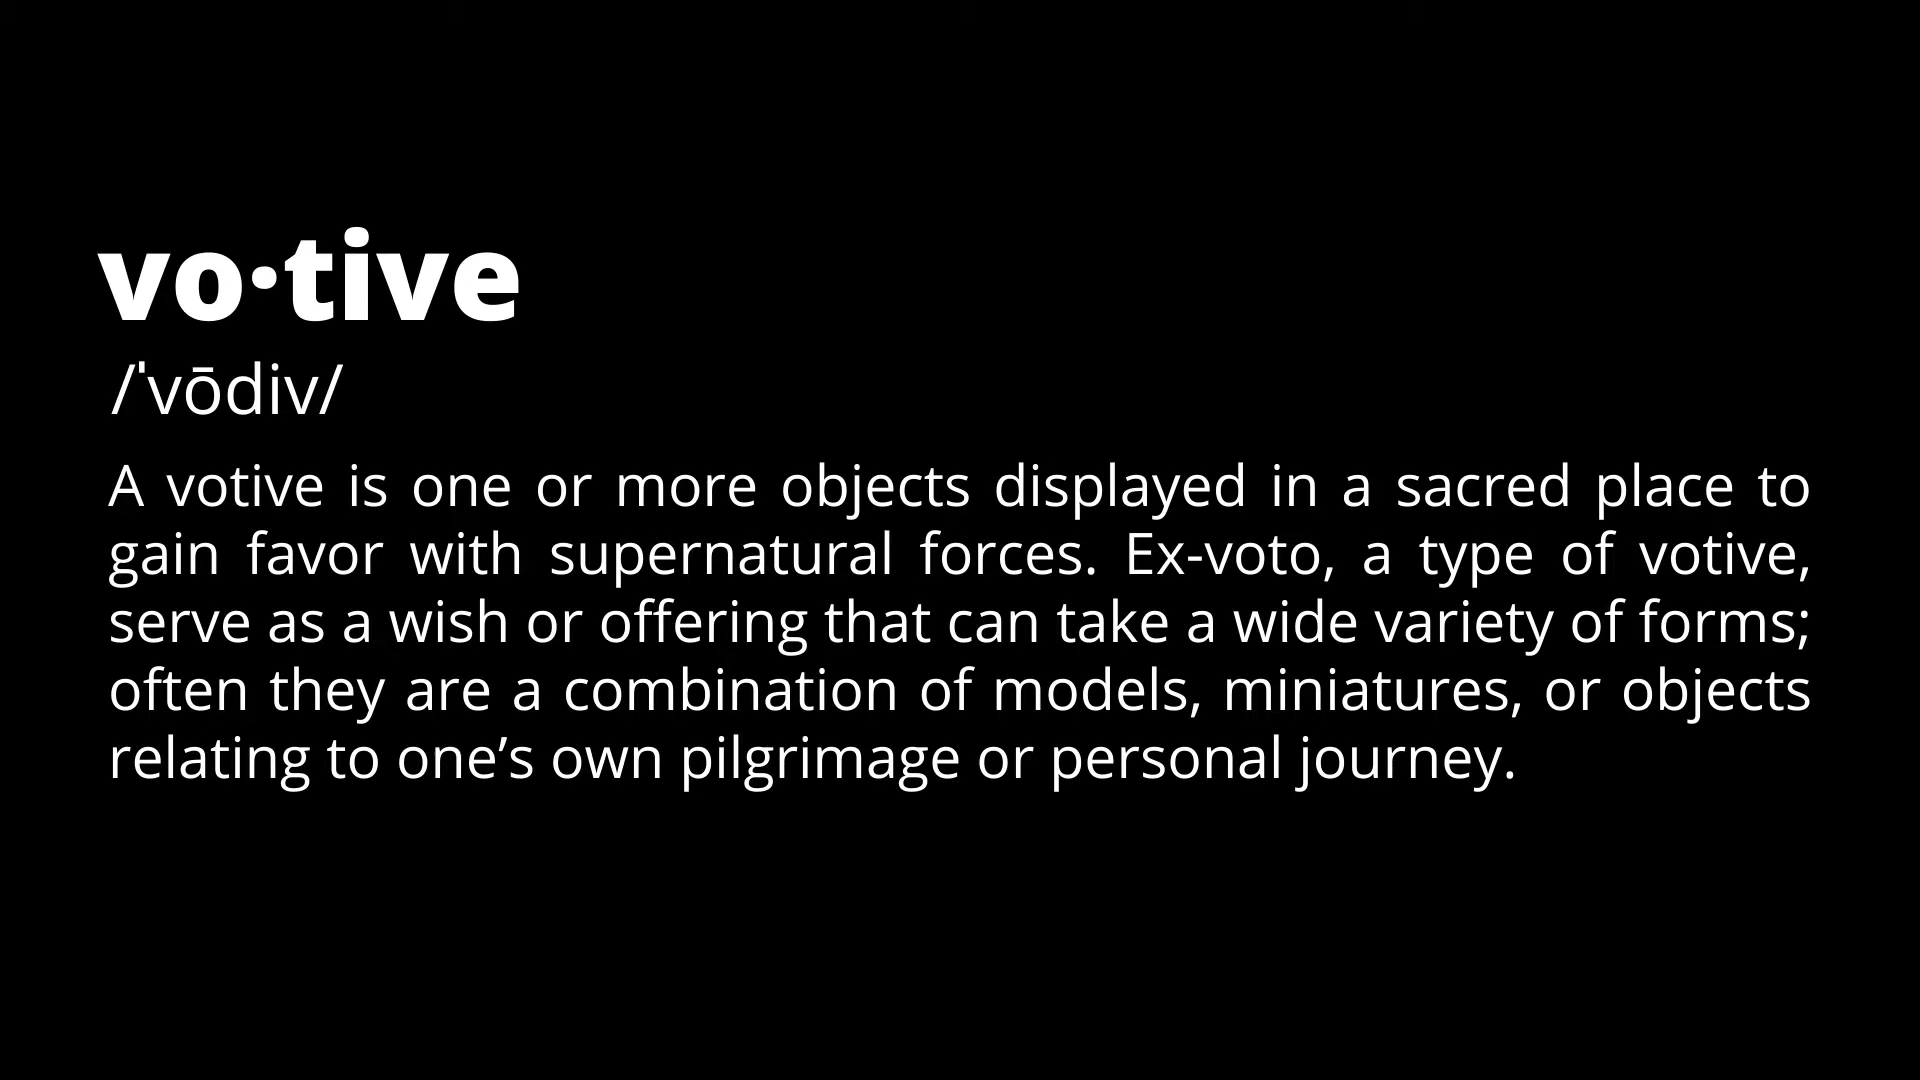 vo·tive
/ˈvōdiv/
A votive is one or more objects displayed in a sacred place to
gain favor with supernatural forces. Ex-voto, a type of votive,
serve as a wish or offering that can take a wide variety of forms;
often they are a combination of models, miniatures, or objects
relating to one’s own pilgrimage or personal journey.